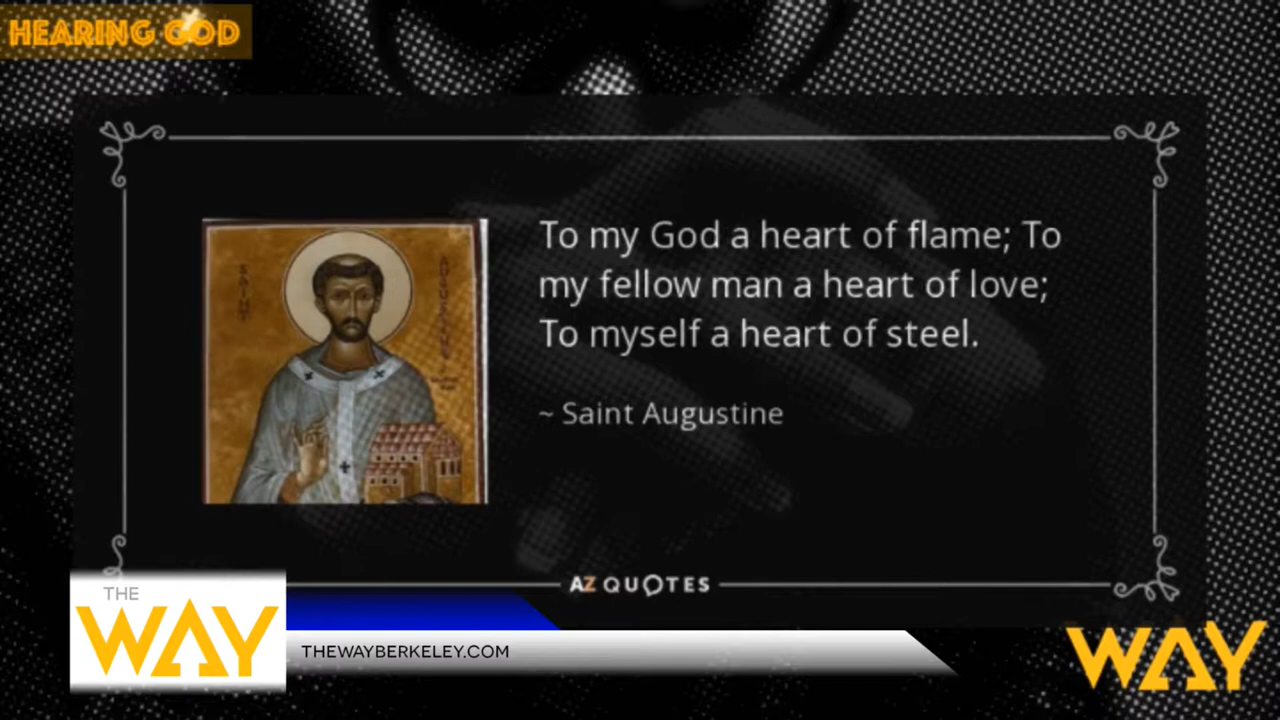 HEARING GOD
To my God a heart of flame; To
my fellow man a heart of love;
To myself a heart of steel.
~ Saint Augustine
AZ QUOTES
THE
WAY
THEWAYBERKELEY.COM
WAY